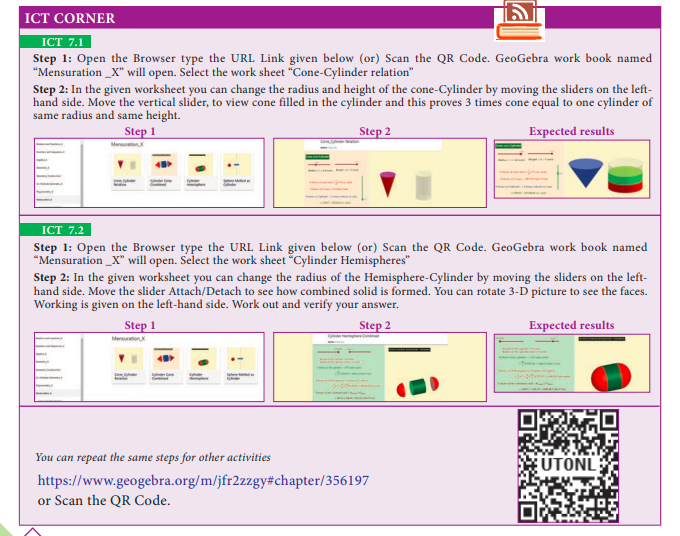 ICT CORNER
ICT 7.1
Step 1: Open the Browser type the URL Link given below (or) Scan the QR Code. GeoGebra work book named
“Mensuration _X” will open. Select the work sheet “Cone-Cylinder relation”
Step 2: In the given worksheet you can change the radius and height of the cone-Cylinder by moving the sliders on the left-
hand side. Move the vertical slider, to view cone filled in the cylinder and this proves 3 times cone equal to one cylinder of
same radius and same height.
Step 1
Step 2
Expected results
Mensuration_X
Cone_Cylinder Relation
Cylinder Cone Combined
Cylinder Hemisphere
Sphere Method as Cylinder
Cone_Cylinder Relation
ICT 7.2
Step 1: Open the Browser type the URL Link given below (or) Scan the QR Code. GeoGebra work book named
“Mensuration _X” will open. Select the work sheet “Cylinder Hemispheres”
Step 2: In the given worksheet you can change the radius of the Hemisphere-Cylinder by moving the sliders on the left-
hand side. Move the slider Attach/Detach to see how combined solid is formed. You can rotate 3-D picture to see the faces.
Working is given on the left-hand side. Work out and verify your answer.
Step 1
Step 2
Expected results
Mensuration_X
Cone_Cylinder Relation
Cylinder Cone Combined
Cylinder Hemisphere
Sphere Method as Cylinder
Cylinder Hemisphere Combined
You can repeat the same steps for other activities
https://www.geogebra.org/m/jfr2zzgy#chapter/356197
or Scan the QR Code.
UT0NL